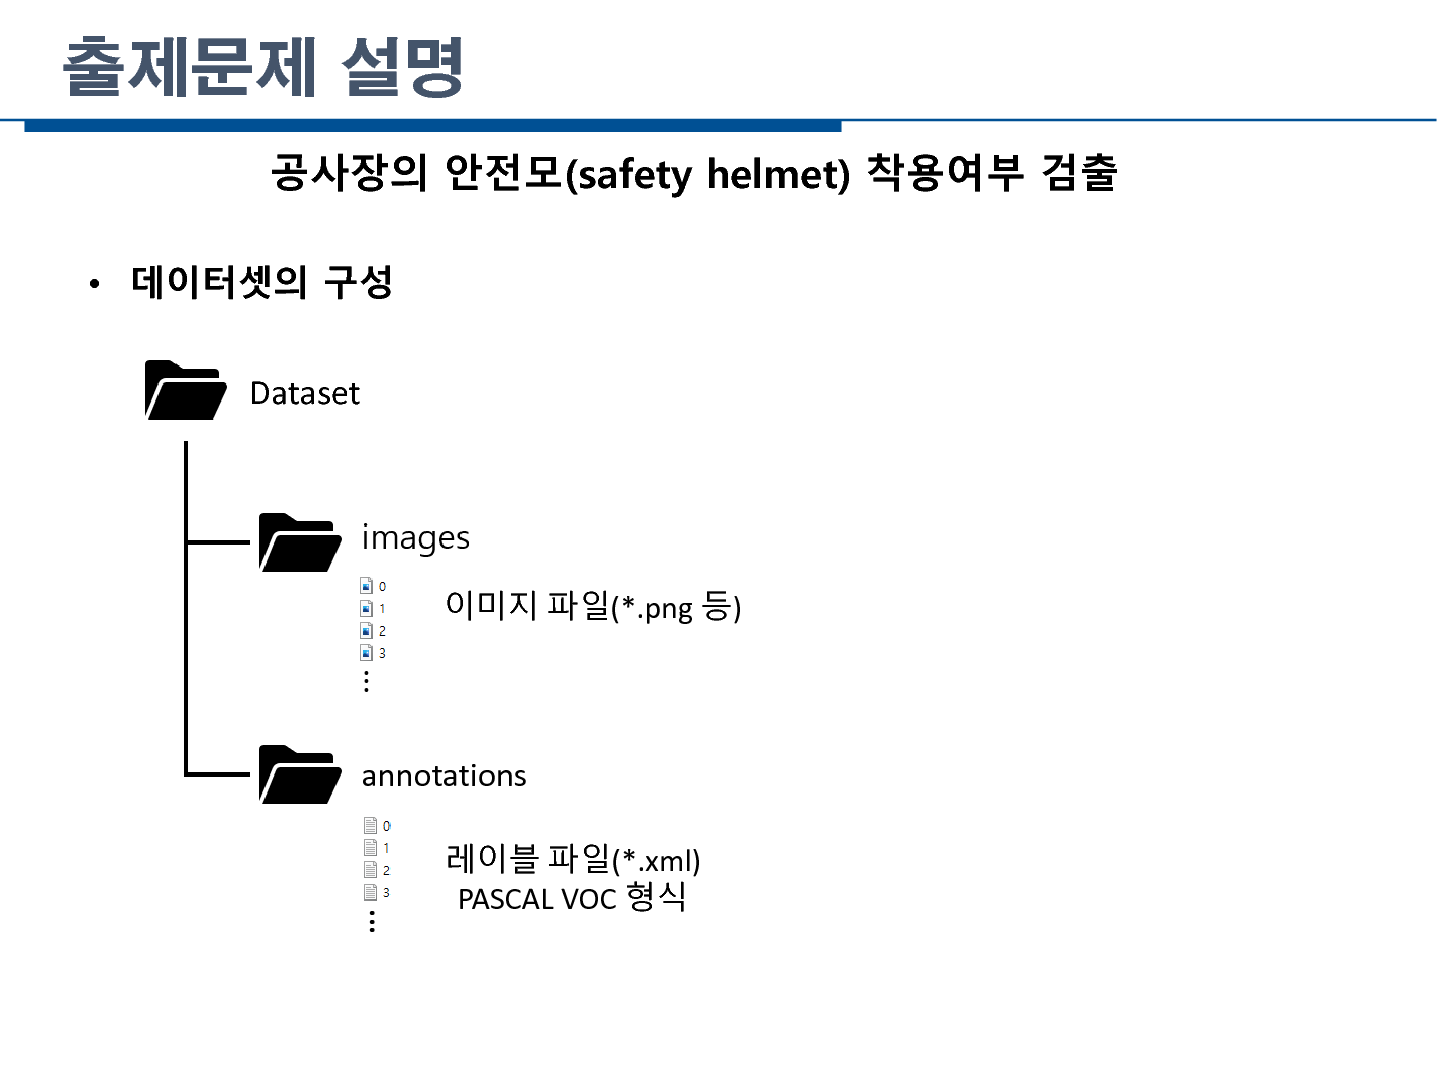 출제문제 설명
공사장의 안전모(safety helmet) 착용여부 검출
• 데이터셋의 구성
Dataset
images
0
1
2
3
⋮
이미지 파일(*.png 등)
annotations
0
1
2
3
⋮
레이블 파일(*.xml)
PASCAL VOC 형식